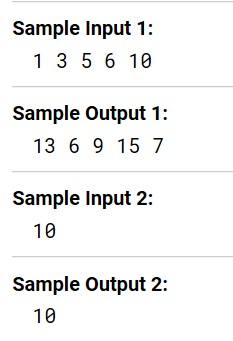 Sample Input 1:
1 3 5 6 10
Sample Output 1:
13 6 9 15 7
Sample Input 2:
10
Sample Output 2:
10